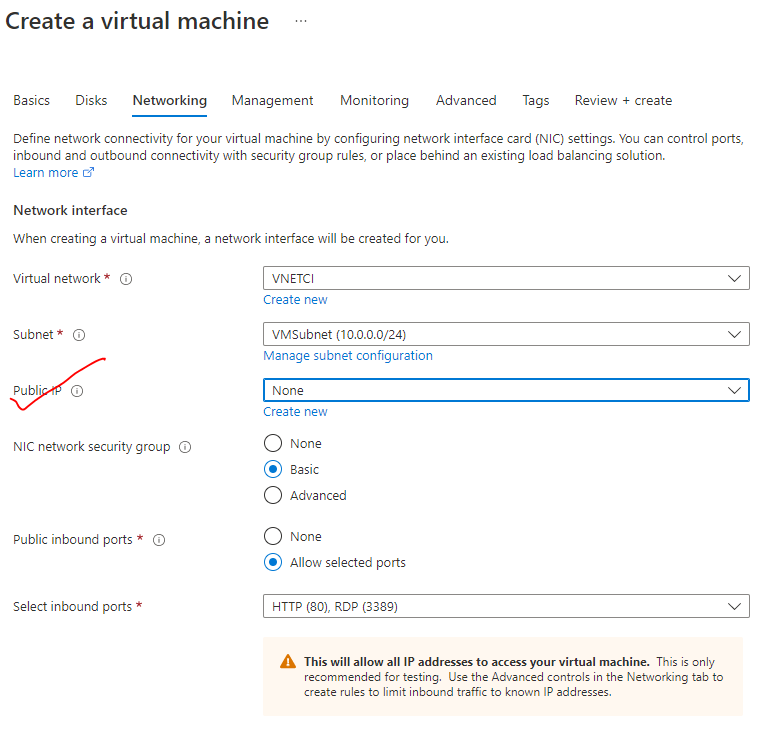 Create a virtual machine ...
Basics Disks Networking Management Monitoring Advanced Tags Review + create
Define network connectivity for your virtual machine by configuring network interface card (NIC) settings. You can control ports,
inbound and outbound connectivity with security group rules, or place behind an existing load balancing solution.
Learn more
Network interface
When creating a virtual machine, a network interface will be created for you.
Virtual network * VNETCI
Create new
Subnet * VMSubnet (10.0.0.0/24)
Manage subnet configuration
Public IP None
Create new
NIC network security group None
Basic
Advanced
Public inbound ports * None
Allow selected ports
Select inbound ports * HTTP (80), RDP (3389)
This will allow all IP addresses to access your virtual machine. This is only
recommended for testing. Use the Advanced controls in the Networking tab to
create rules to limit inbound traffic to known IP addresses.